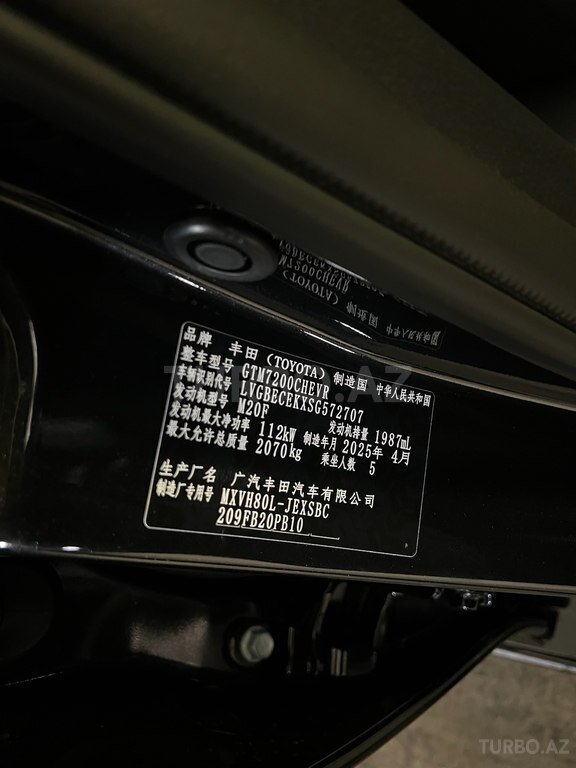 品牌 丰田 (TOYOTA) 制造国 中华人民共和国
整车型号 GTM7200CHEVR
车辆识别代号 LVGBECEKXSG572707
发动机型号 M20F 发动机排量 1987mL
发动机最大净功率 112kW 制造年月 2025年 4月
最大允许总质量 2070kg 乘坐人数 5
生产厂名 广汽丰田汽车有限公司
制造厂专用号 MXVH80L-JEXSBC
209FB20PB10
TURBO.AZ
TURBO.AZ